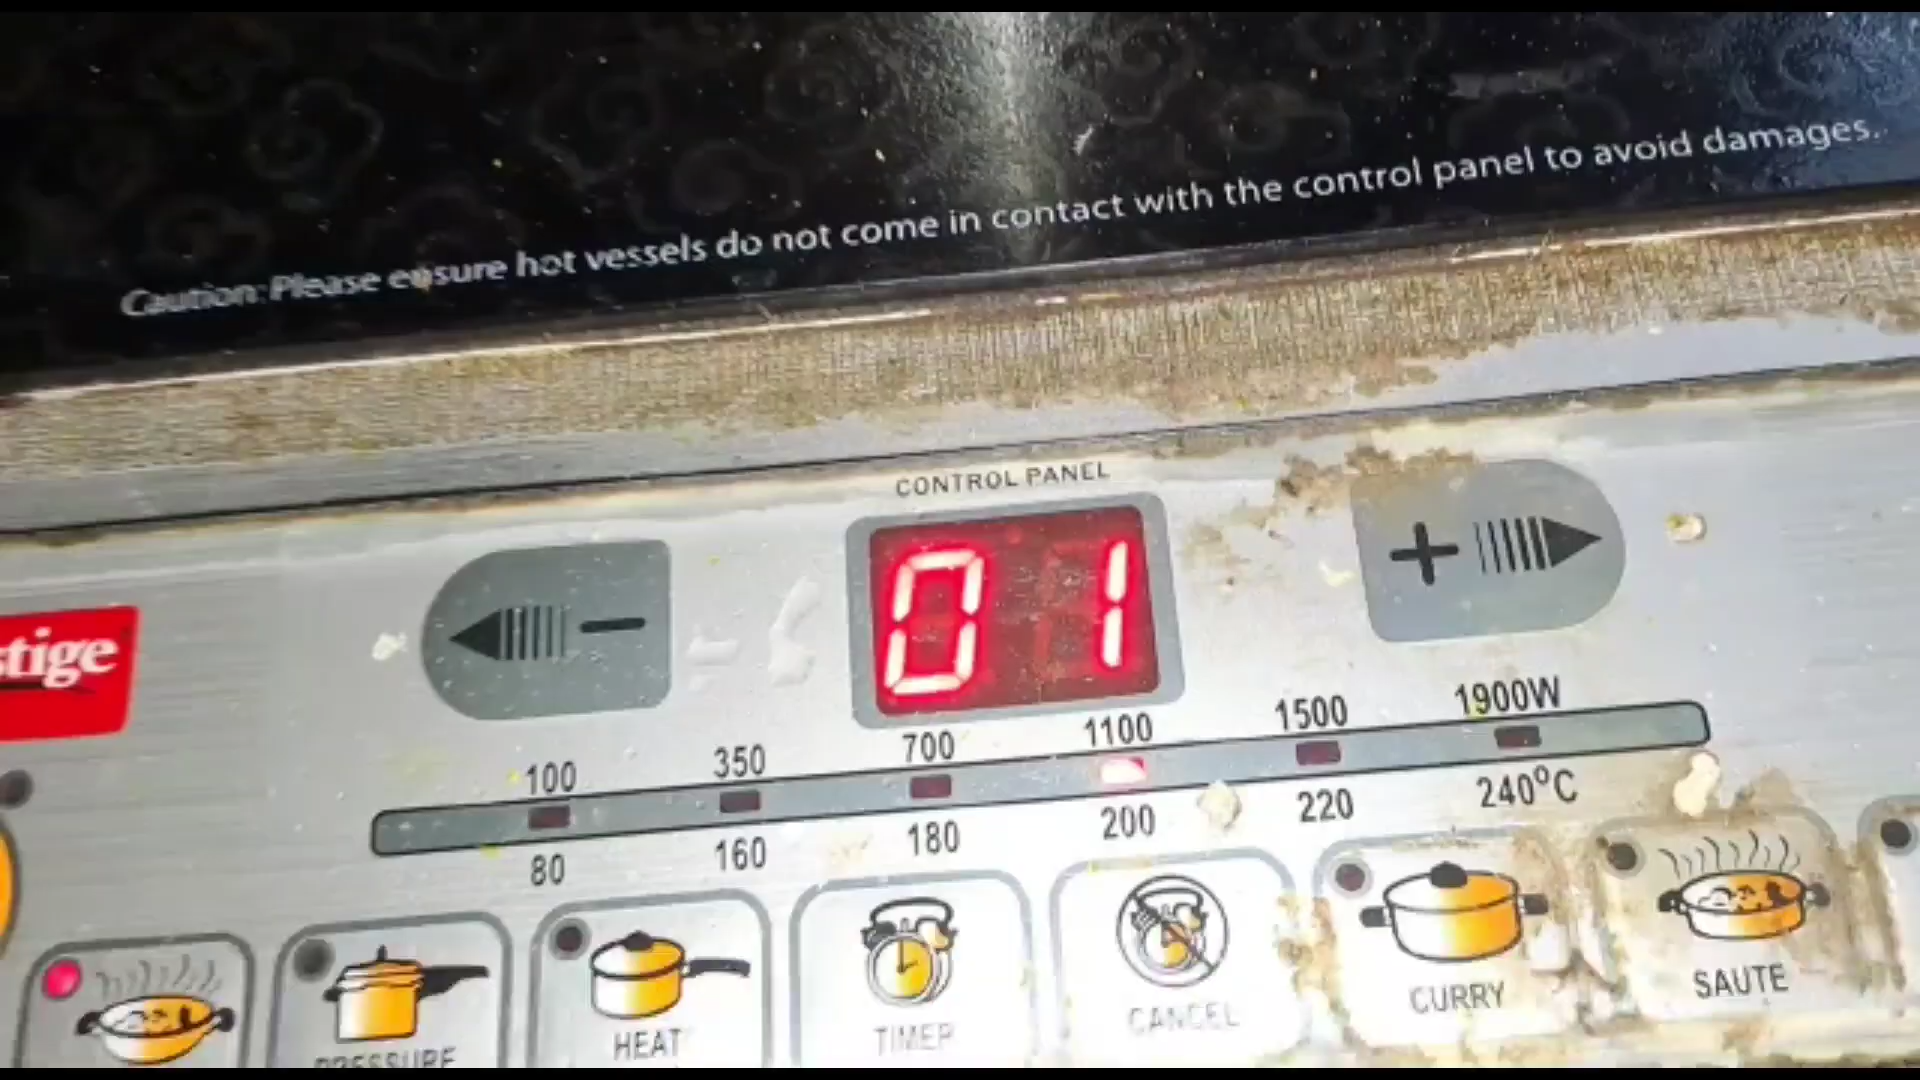 Caution: Please ensure hot vessels do not come in contact with the control panel to avoid damages.
CONTROL PANEL
01
stige
100 350 700 1100 1500 1900W
80 160 180 200 220 240°C
PRESSURE HEAT TIMER CANCEL CURRY SAUTE